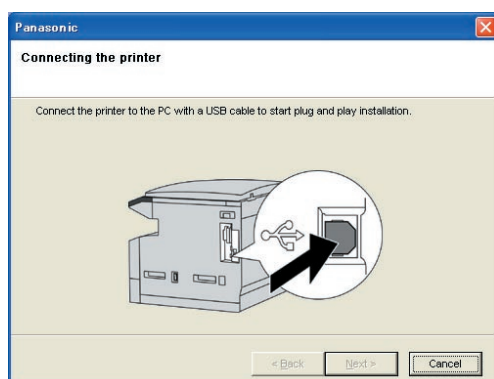 Panasonic
Connecting the printer
Connect the printer to the PC with a USB cable to start plug and play installation.
< Back
Next >
Cancel